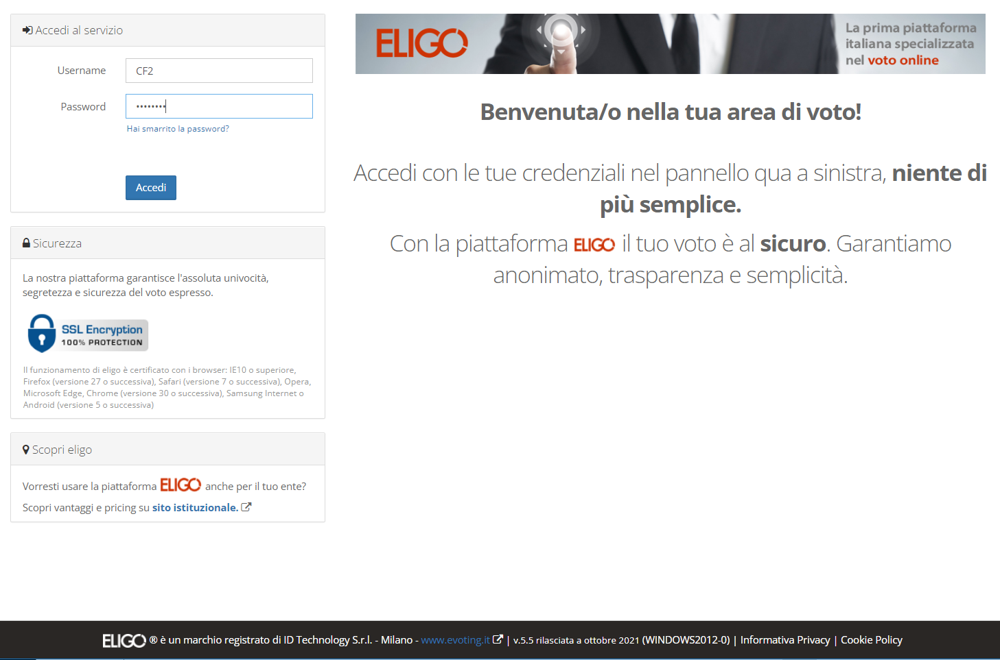 Accedi al servizio
Username
CF2
Password
••••••••
Hai smarrito la password?
Accedi
Sicurezza
La nostra piattaforma garantisce l'assoluta univocità,
segretezza e sicurezza del voto espresso.
SSL Encryption
100% PROTECTION
Il funzionamento di eligo è certificato con i browser: IE10 o superiore,
Firefox (versione 27 o successiva), Safari (versione 7 o successiva), Opera,
Microsoft Edge, Chrome (versione 30 o successiva), Samsung Internet o
Android (versione 5 o successiva)
Scopri eligo
Vorresti usare la piattaforma ELIGO anche per il tuo ente?
Scopri vantaggi e pricing su sito istituzionale.
ELIGO
La prima piattaforma
italiana specializzata
nel voto online
Benvenuta/o nella tua area di voto!
Accedi con le tue credenziali nel pannello qua a sinistra, niente di
più semplice.
Con la piattaforma ELIGO il tuo voto è al sicuro. Garantiamo
anonimato, trasparenza e semplicità.
ELIGO ® è un marchio registrato di ID Technology S.r.l. - Milano - www.evoting.it | v.5.5 rilasciata a ottobre 2021 (WINDOWS2012-0) | Informativa Privacy | Cookie Policy